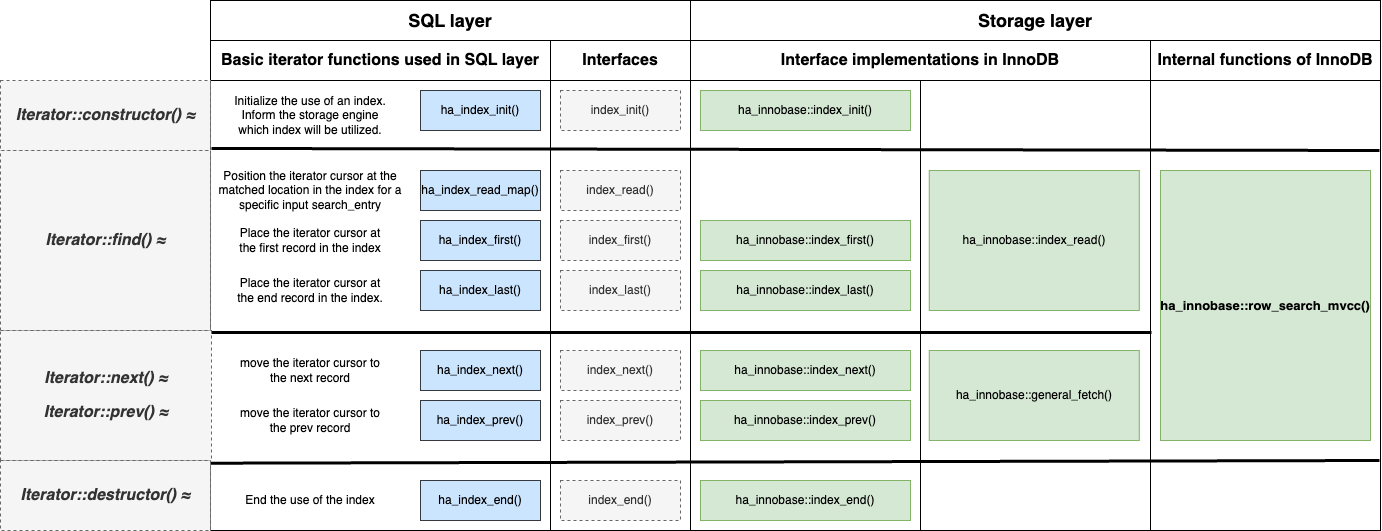 SQL layer
Storage layer
Basic iterator functions used in SQL layer
Interfaces
Interface implementations in InnoDB
Internal functions of InnoDB
Iterator::constructor() ≈
Initialize the use of an index.
Inform the storage engine
which index will be utilized.
ha_index_init()
index_init()
ha_innobase::index_init()
Iterator::find() ≈
Position the iterator cursor at the
matched location in the index for a
specific input search_entry
ha_index_read_map()
index_read()
Place the iterator cursor at
the first record in the index
ha_index_first()
index_first()
ha_innobase::index_first()
ha_innobase::index_read()
Place the iterator cursor at
the end record in the index.
ha_index_last()
index_last()
ha_innobase::index_last()
ha_innobase::row_search_mvcc()
Iterator::next() ≈
move the iterator cursor to
the next record
ha_index_next()
index_next()
ha_innobase::index_next()
ha_innobase::general_fetch()
Iterator::prev() ≈
move the iterator cursor to
the prev record
ha_index_prev()
index_prev()
ha_innobase::index_prev()
Iterator::destructor() ≈
End the use of the index
ha_index_end()
index_end()
ha_innobase::index_end()